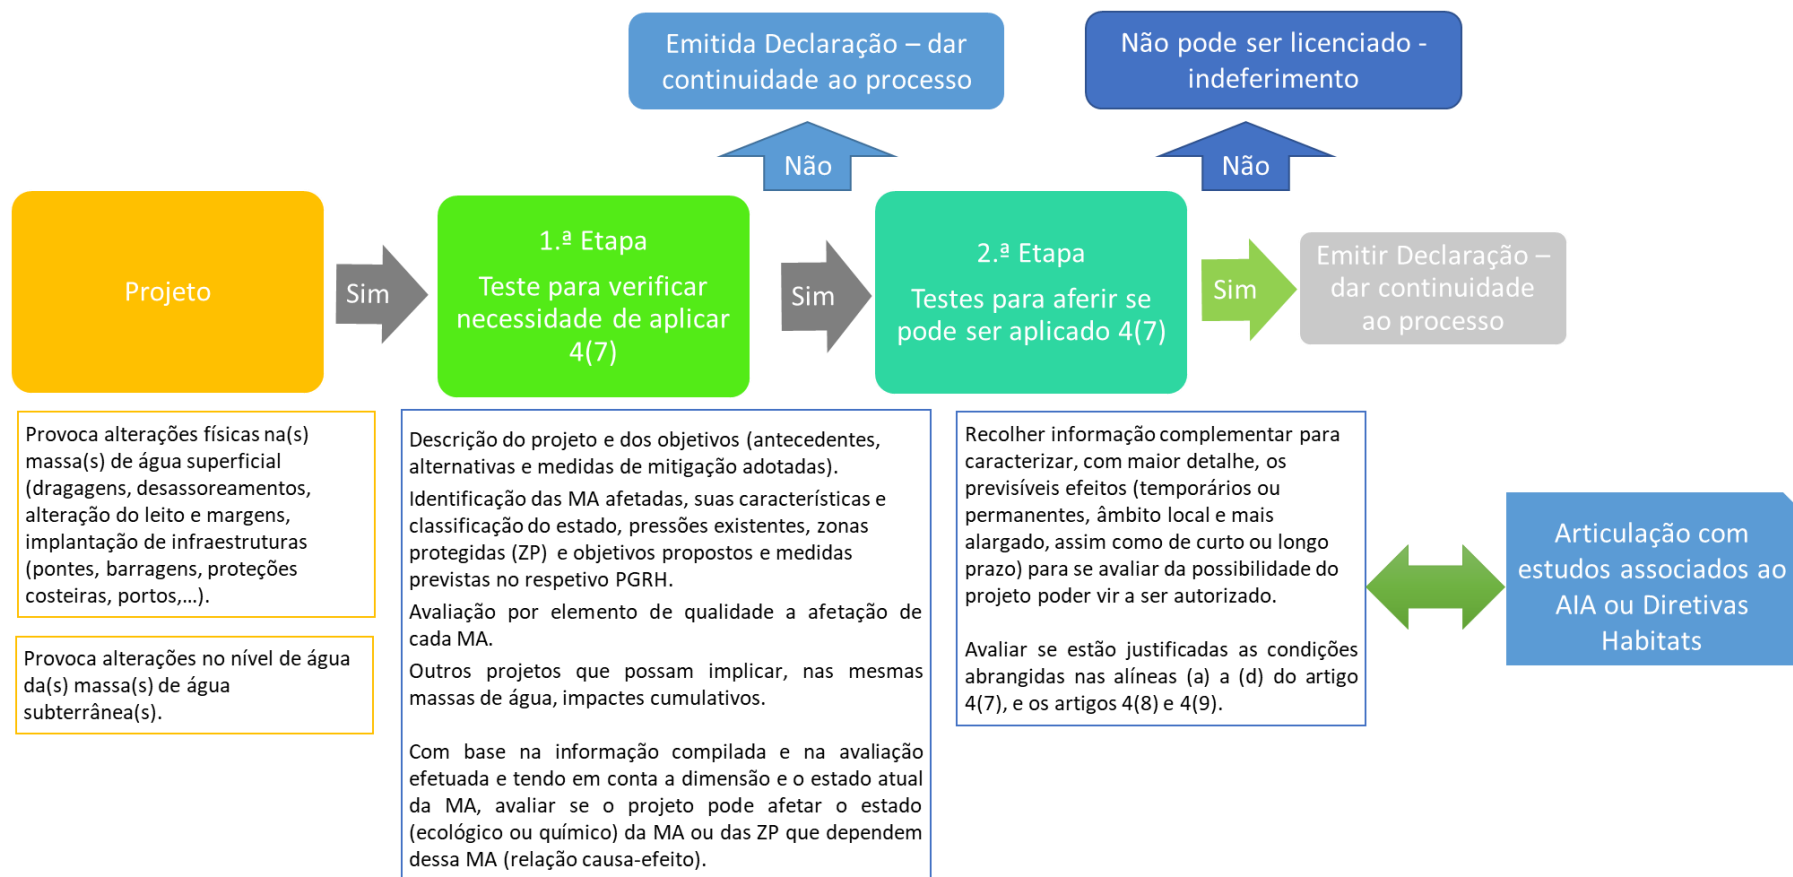 Emitida Declaração – dar
continuidade ao processo
Não pode ser licenciado -
indeferimento
Não
Não
Projeto
Sim
1.ª Etapa
Teste para verificar
necessidade de aplicar
4(7)
Sim
2.ª Etapa
Testes para aferir se
pode ser aplicado 4(7)
Sim
Emitir Declaração –
dar continuidade
ao processo
Provoca alterações físicas na(s)
massa(s) de água superficial
(dragagens, desassoreamentos,
alteração do leito e margens,
implantação de infraestruturas
(pontes, barragens, proteções
costeiras, portos,...).
Provoca alterações no nível de água
da(s) massa(s) de água
subterrânea(s).
Descrição do projeto e dos objetivos (antecedentes,
alternativas e medidas de mitigação adotadas).
Identificação das MA afetadas, suas características e
classificação do estado, pressões existentes, zonas
protegidas (ZP) e objetivos propostos e medidas
previstas no respetivo PGRH.
Avaliação por elemento de qualidade a afetação de
cada MA.
Outros projetos que possam implicar, nas mesmas
massas de água, impactes cumulativos.
Com base na informação compilada e na avaliação
efetuada e tendo em conta a dimensão e o estado atual
da MA, avaliar se o projeto pode afetar o estado
(ecológico ou químico) da MA ou das ZP que dependem
dessa MA (relação causa-efeito).
Recolher informação complementar para
caracterizar, com maior detalhe, os
previsíveis efeitos (temporários ou
permanentes, âmbito local e mais
alargado, assim como de curto ou longo
prazo) para se avaliar da possibilidade do
projeto poder vir a ser autorizado.
Avaliar se estão justificadas as condições
abrangidas nas alíneas (a) a (d) do artigo
4(7), e os artigos 4(8) e 4(9).
Articulação com
estudos associados ao
AIA ou Diretivas
Habitats